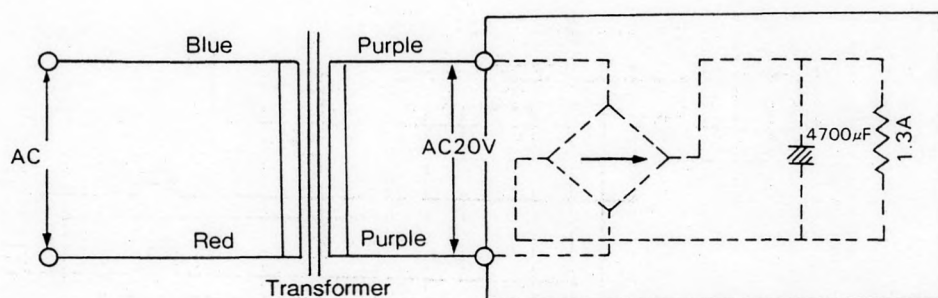 Blue
Purple
AC
AC20V
4700μF
1.3A
Red
Purple
Transformer